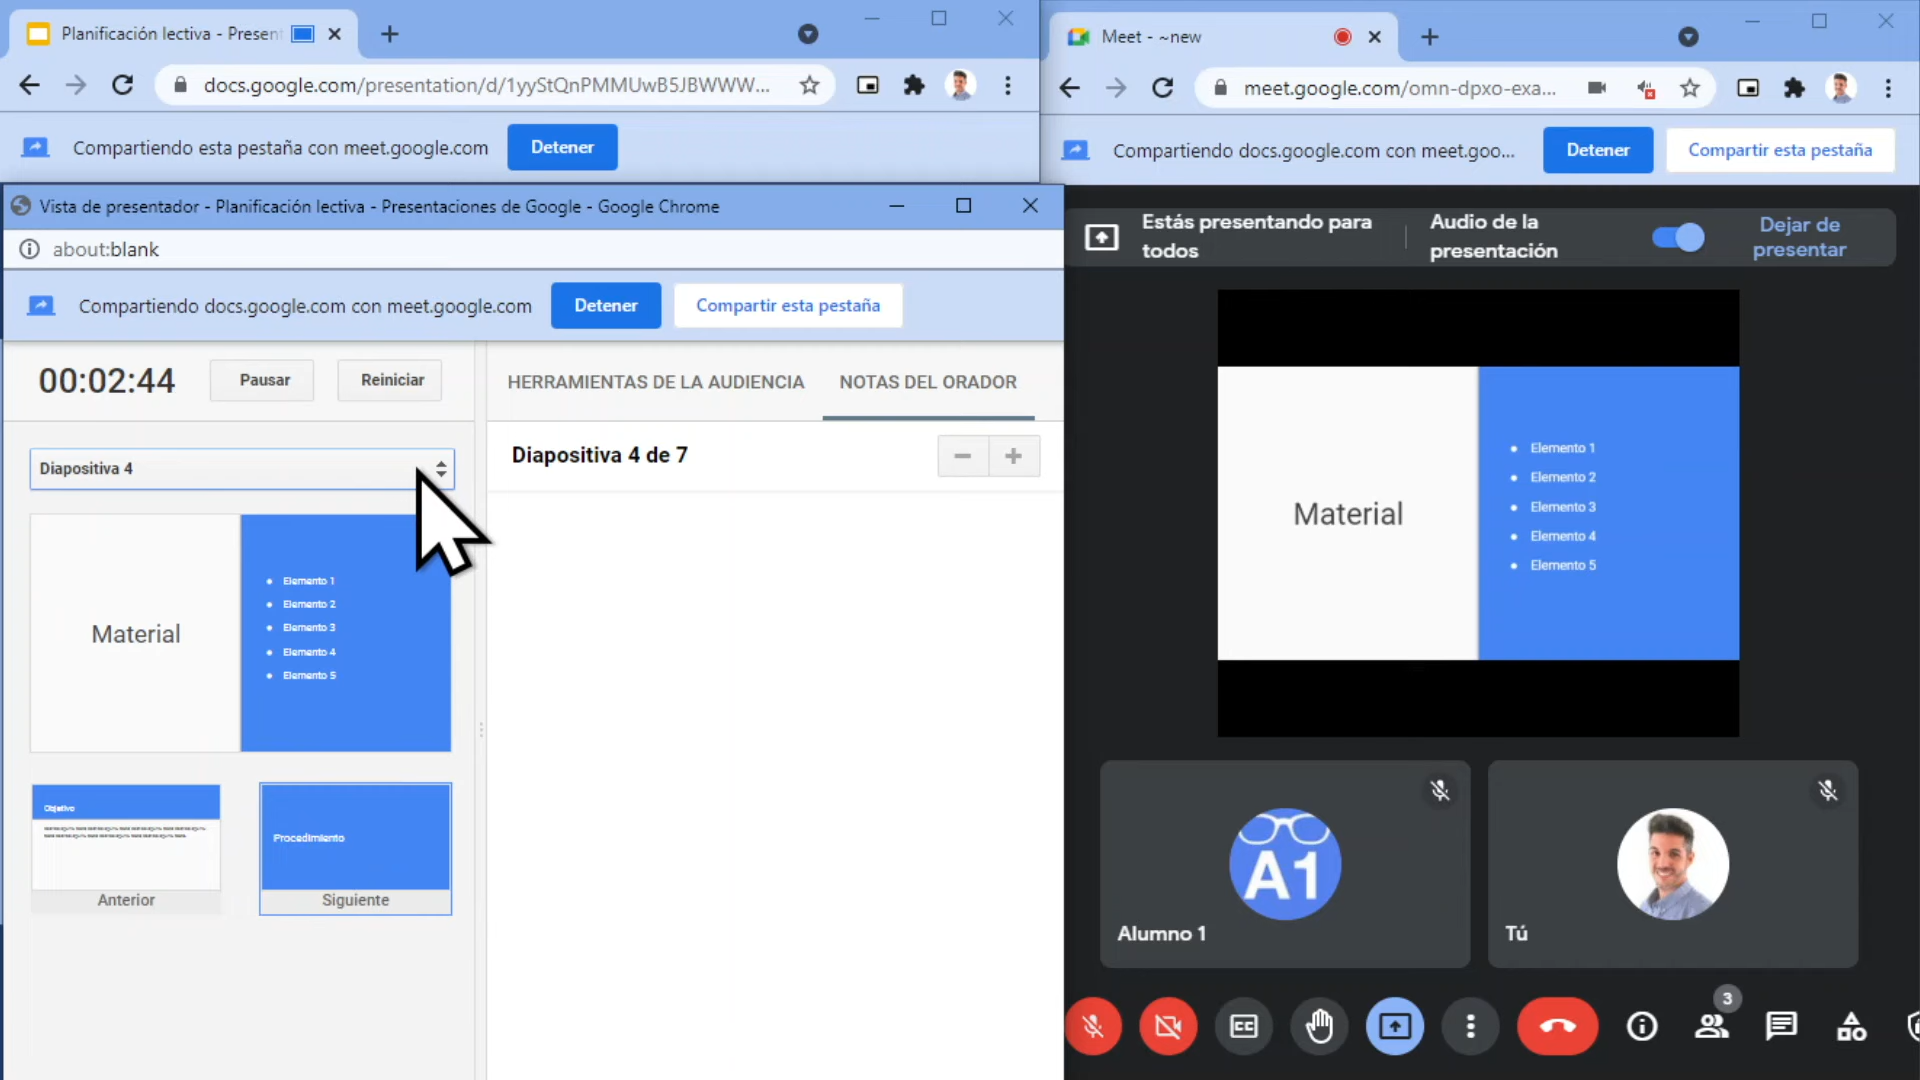 Planificación lectiva - Presen
docs.google.com/presentation/d/1yyStQnPMMUwB5JBWWW...
Compartiendo esta pestaña con meet.google.com
Detener
Meet - ~new
meet.google.com/omn-dpxo-exa...
Compartiendo docs.google.com con meet.goo...
Detener
Compartir esta pestaña
Vista de presentador - Planificación lectiva - Presentaciones de Google - Google Chrome
about:blank
Compartiendo docs.google.com con meet.google.com
Detener
Compartir esta pestaña
00:02:44
Pausar
Reiniciar
HERRAMIENTAS DE LA AUDIENCIA
NOTAS DEL ORADOR
Diapositiva 4
Diapositiva 4 de 7
Material
Elemento 1
Elemento 2
Elemento 3
Elemento 4
Elemento 5
Objetivo
Anterior
Procedimiento
Siguiente
Estás presentando para
todos
Audio de la
presentación
Dejar de
presentar
Material
Elemento 1
Elemento 2
Elemento 3
Elemento 4
Elemento 5
A1
Alumno 1
Tú
CC
3